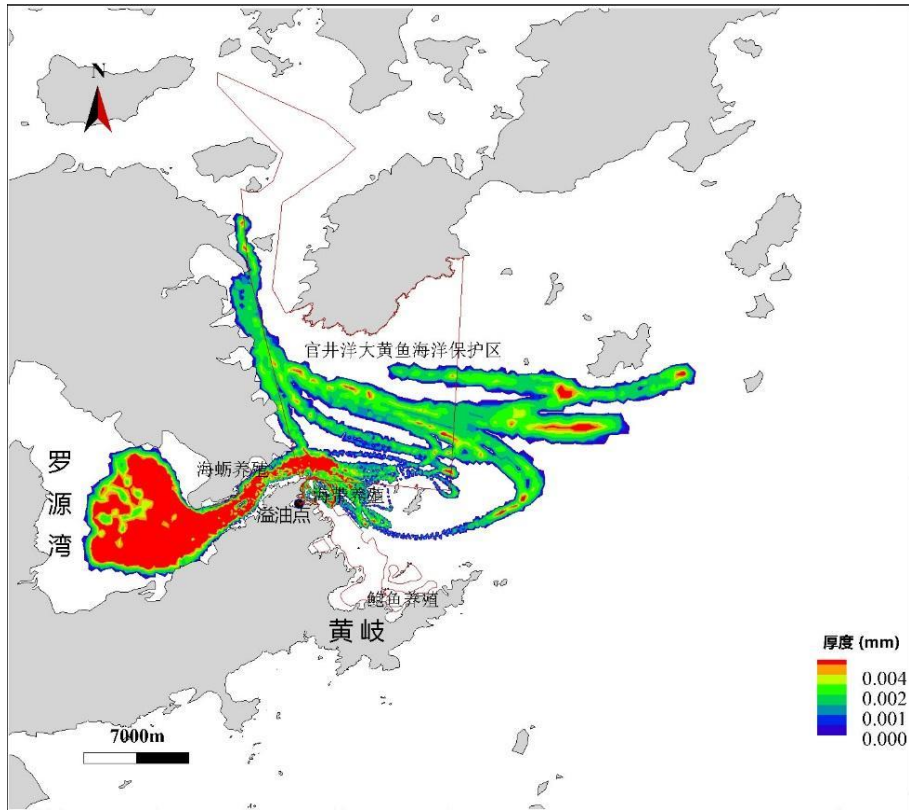 N
官井洋大黄鱼海洋保护区
罗
源
湾
海蛎养殖
海带养殖
溢油点
鲍鱼养殖
黄岐
厚度 (mm)
0.004
0.002
0.001
0.000
7000m